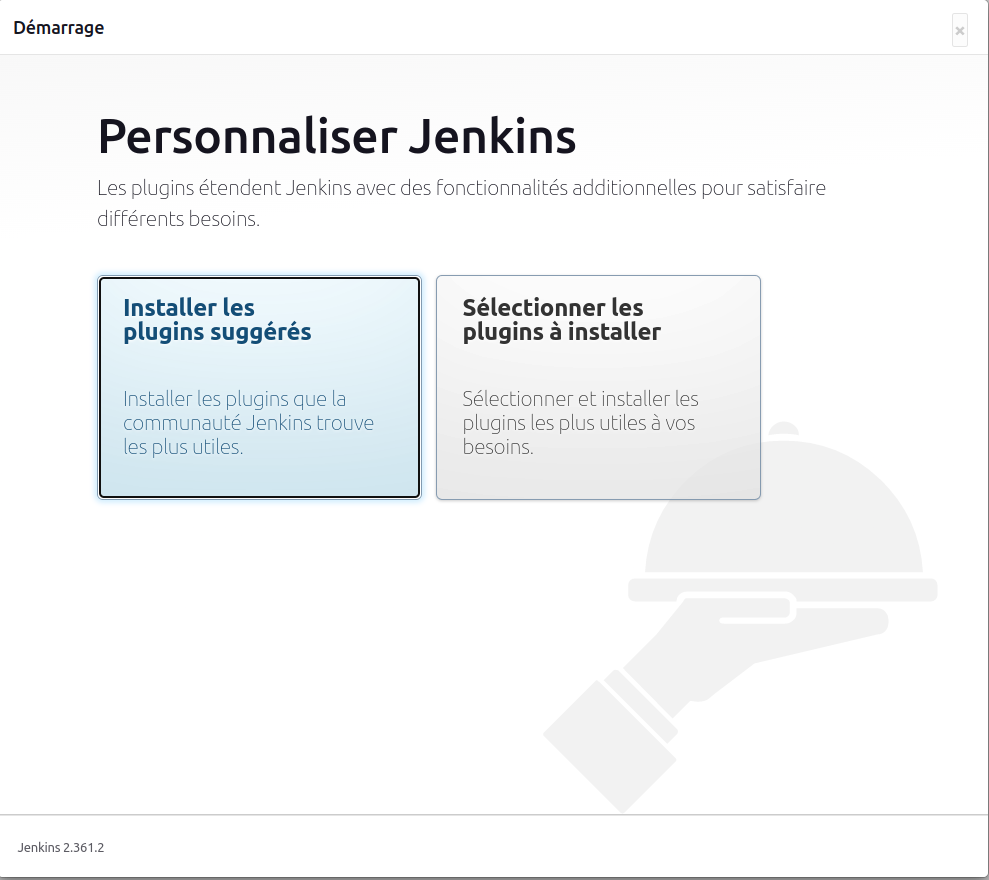 Démarrage
×
Personnaliser Jenkins
Les plugins étendent Jenkins avec des fonctionnalités additionnelles pour satisfaire
différents besoins.
Installer les
plugins suggérés
Installer les plugins que la
communauté Jenkins trouve
les plus utiles.
Sélectionner les
plugins à installer
Sélectionner et installer les
plugins les plus utiles à vos
besoins.
Jenkins 2.361.2